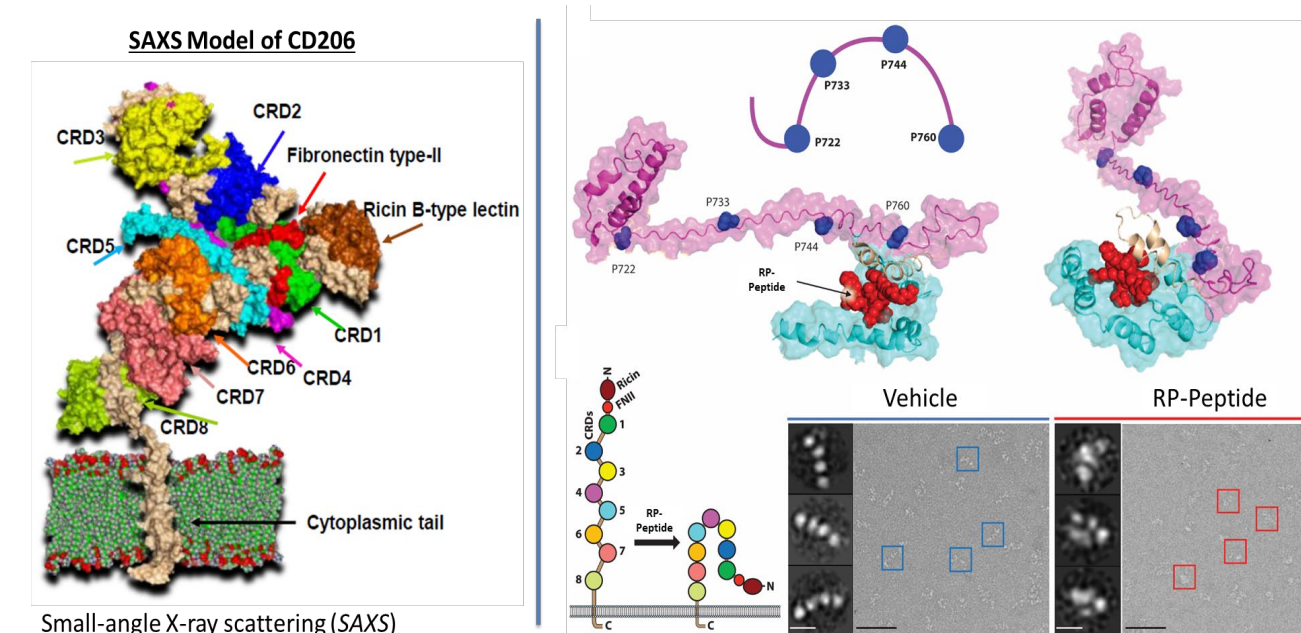 SAXS Model of CD206
CRD3
CRD2
Fibronectin type-II
Ricin B-type lectin
CRD5
CRD1
CRD6
CRD4
CRD7
CRD8
Cytoplasmic tail
Small-angle X-ray scattering (SAXS)
P744
P733
P722
P760
P733
P760
P744
P722
RP-
Peptide
N
Ricin
FNII
CRDs
1
2
3
4
5
6
7
8
C
RP-
Peptide
N
C
Vehicle
RP-Peptide